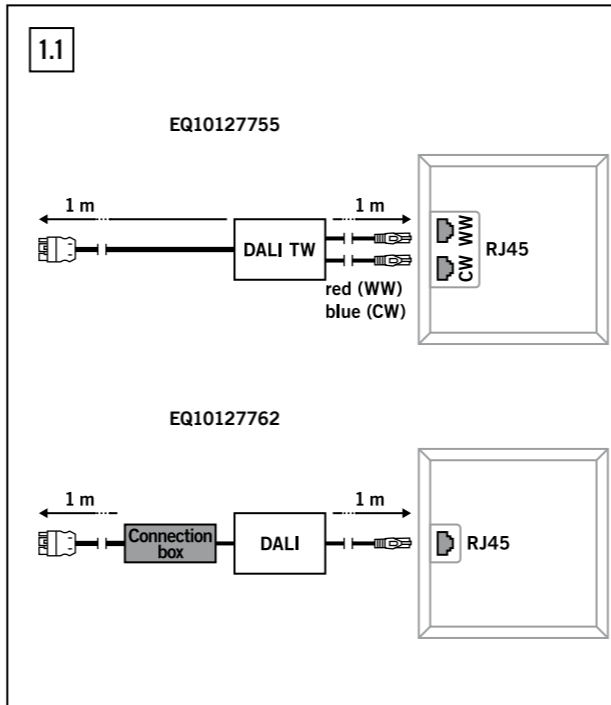 1.1
EQ10127755
1 m
1 m
DALI TW
WW
CW
RJ45
red (WW)
blue (CW)
EQ10127762
1 m
1 m
Connection
box
DALI
RJ45